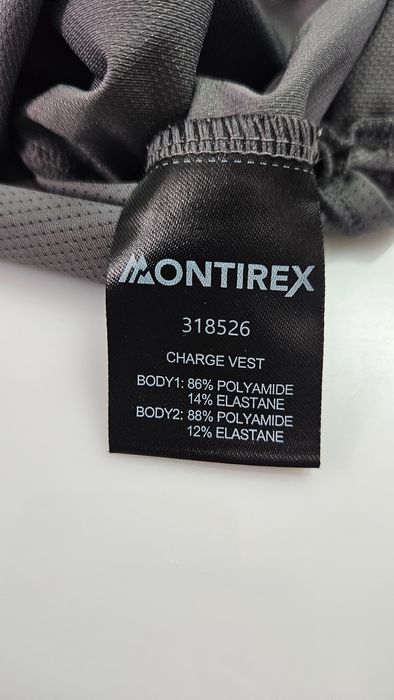 MONTIREX
318526
CHARGE VEST
BODY1: 86% POLYAMIDE
14% ELASTANE
BODY2: 88% POLYAMIDE
12% ELASTANE